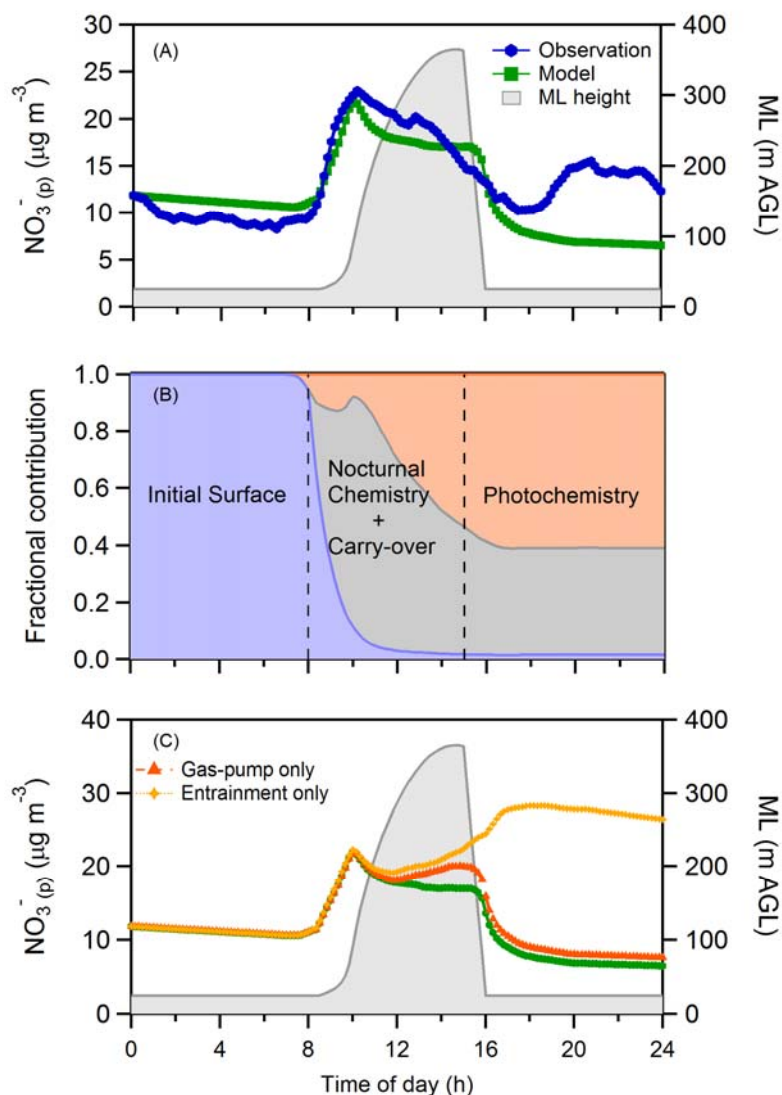 (A)
Observation
Model
ML height
NO₃⁻ (p) (µg m⁻³)
30
25
20
15
10
5
0
400
300
200
100
0
ML (m AGL)
(B)
Fractional contribution
1.0
0.8
0.6
0.4
0.2
0.0
Initial Surface
Nocturnal
Chemistry
+
Carry-over
Photochemistry
(C)
Gas-pump only
Entrainment only
NO₃⁻ (p) (µg m⁻³)
40
30
20
10
0
400
300
200
100
0
ML (m AGL)
0 4 8 12 16 20 24
Time of day (h)